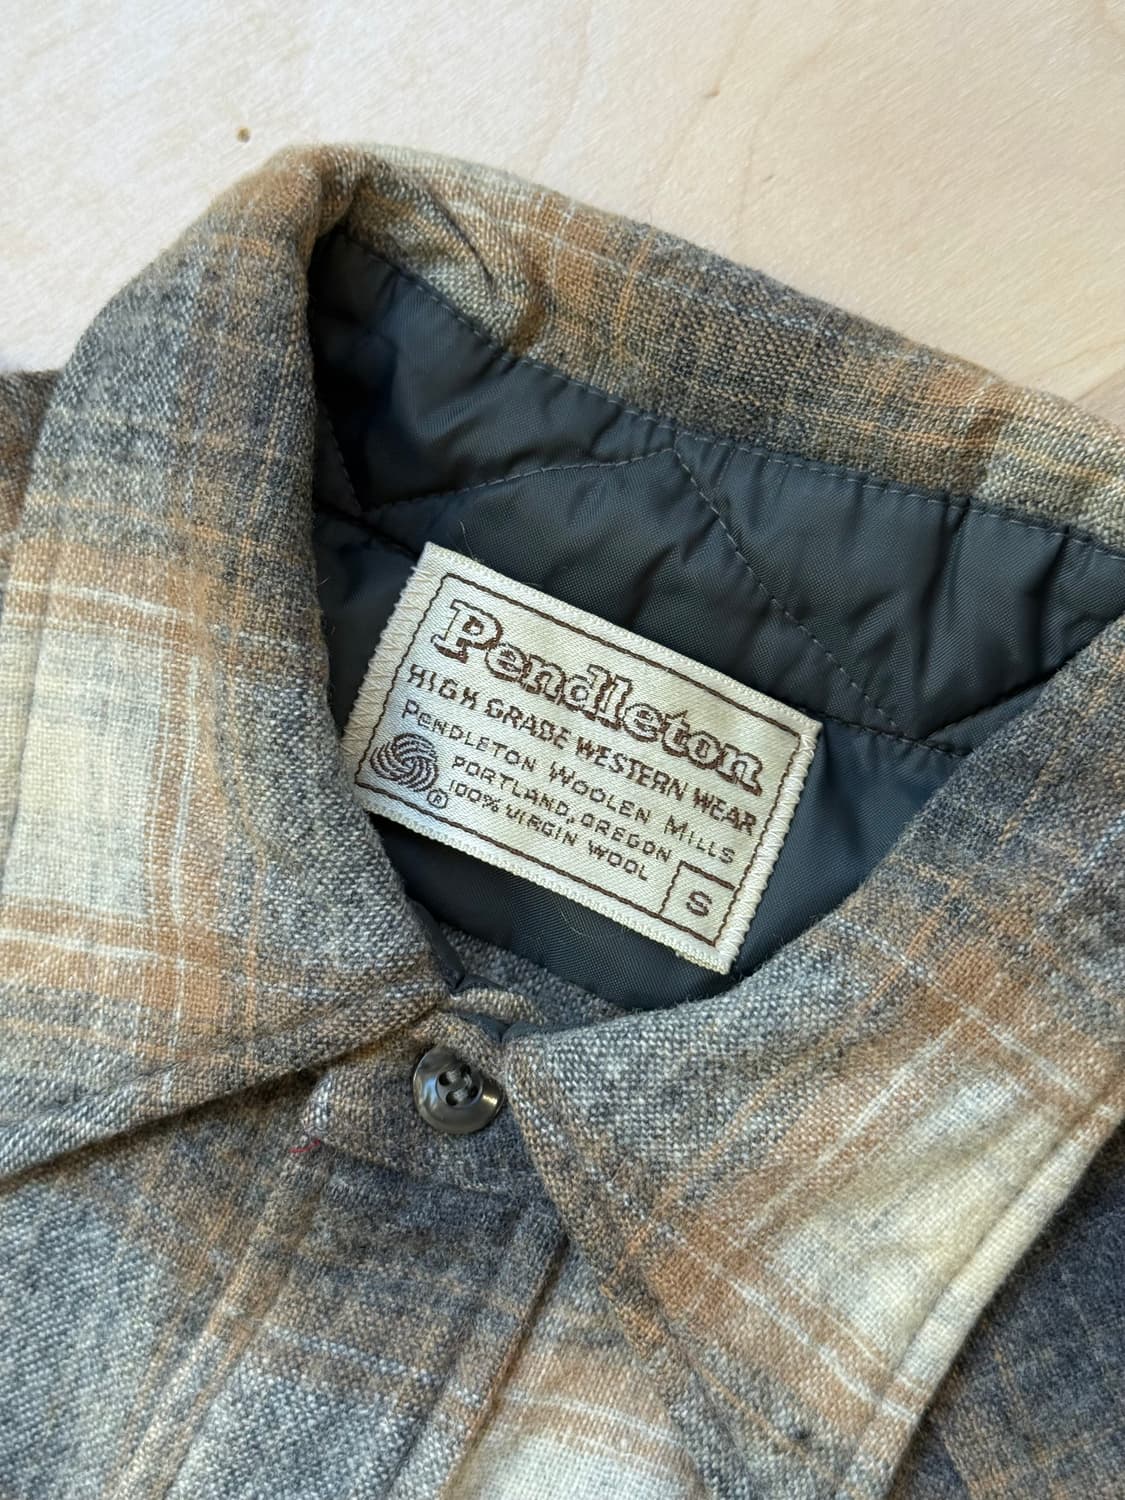 Pendleton
HIGH GRADE WESTERN WEAR
PENDLETON WOOLEN MILLS
PORTLAND, OREGON
100% VIRGIN WOOL
®
S